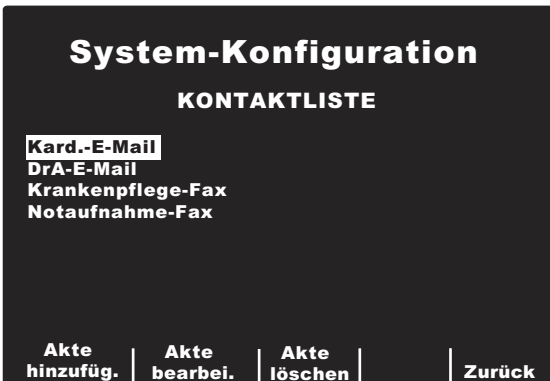 System-Konfiguration
KONTAKTLISTE
Kard.-E-Mail
DrA-E-Mail
Krankenpflege-Fax
Notaufnahme-Fax
Akte hinzufüg.
Akte bearbei.
Akte löschen
Zurück